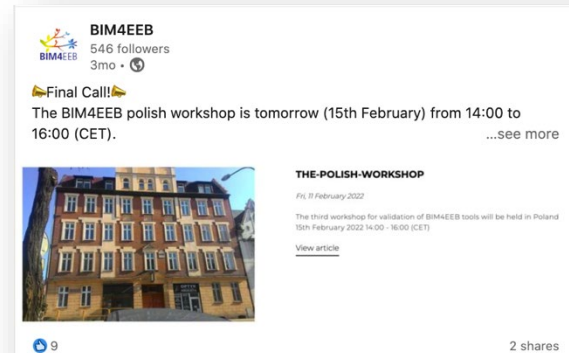 BIM4EEB
BIM4EEB
546 followers
3mo •
Final Call!
The BIM4EEB polish workshop is tomorrow (15th February) from 14:00 to
16:00 (CET).
...see more
THE-POLISH-WORKSHOP
Fri, 11 February 2022
The third workshop for validation of BIM4EEB tools will be held in Poland
15th February 2022 14:00 - 16:00 (CET)
View article
9
2 shares